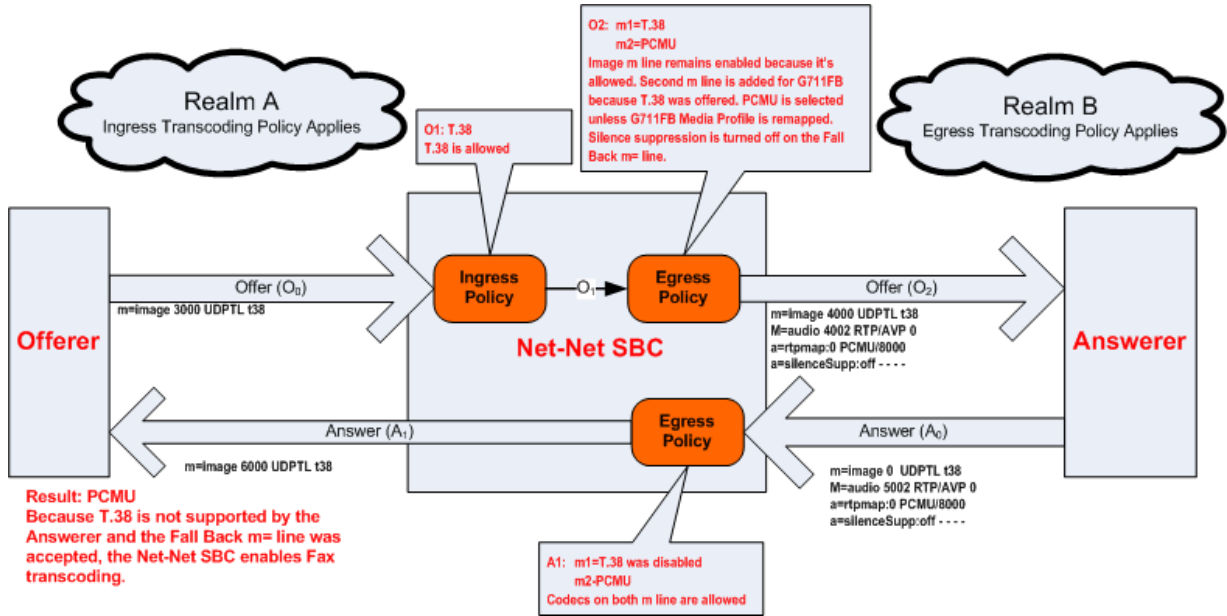 O2: m1=T.38
m2=PCMU
Image m line remains enabled because it's
allowed. Second m line is added for G711FB
because T.38 was offered. PCMU is selected
unless G711FB Media Profile is remapped.
Silence suppression is turned off on the Fall
Back m= line.
Realm A
Ingress Transcoding Policy Applies
Realm B
Egress Transcoding Policy Applies
O1: T.38
T.38 is allowed
Offerer
Offer (O0)
m=image 3000 UDPTL t38
Ingress
Policy
O1
Egress
Policy
Net-Net SBC
Offer (O2)
m=image 4000 UDPTL t38
M=audio 4002 RTP/AVP 0
a=rtpmap:0 PCMU/8000
a=silenceSupp:off - - - -
Answerer
Answer (A1)
m=image 6000 UDPTL t38
Egress
Policy
Answer (A0)
m=image 0 UDPTL t38
M=audio 5002 RTP/AVP 0
a=rtpmap:0 PCMU/8000
a=silenceSupp:off - - - -
Result: PCMU
Because T.38 is not supported by the
Answerer and the Fall Back m= line was
accepted, the Net-Net SBC enables Fax
transcoding.
A1: m1=T.38 was disabled
m2-PCMU
Codecs on both m line are allowed